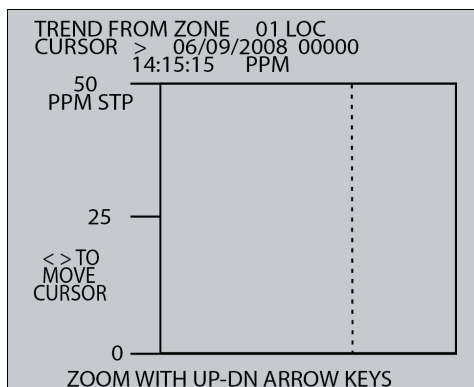 TREND FROM ZONE 01 LOC
CURSOR > 06/09/2008 00000
14:15:15 PPM
50
PPM STP
25
< > TO
MOVE
CURSOR
0
ZOOM WITH UP-DN ARROW KEYS